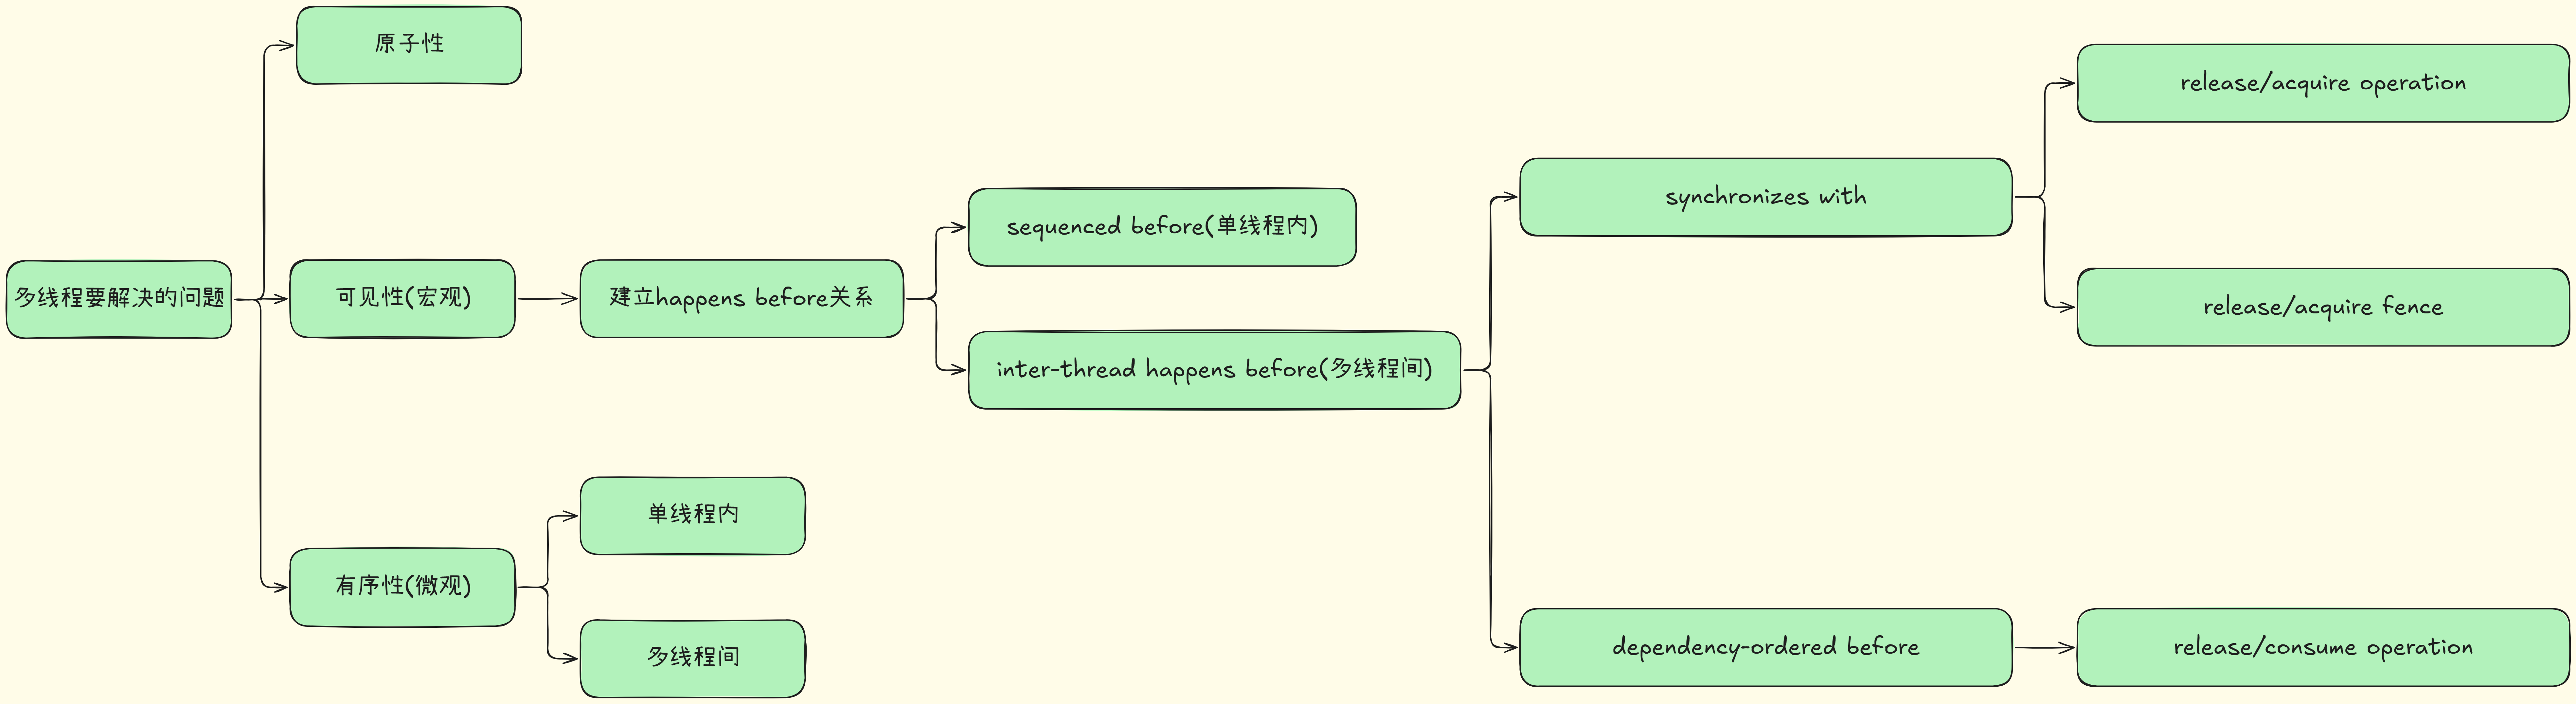 多线程要解决的问题
原子性
可见性(宏观)
建立happens before关系
sequenced before(单线程内)
inter-thread happens before(多线程间)
synchronizes with
release/acquire operation
release/acquire fence
dependency-ordered before
release/consume operation
有序性(微观)
单线程内
多线程间